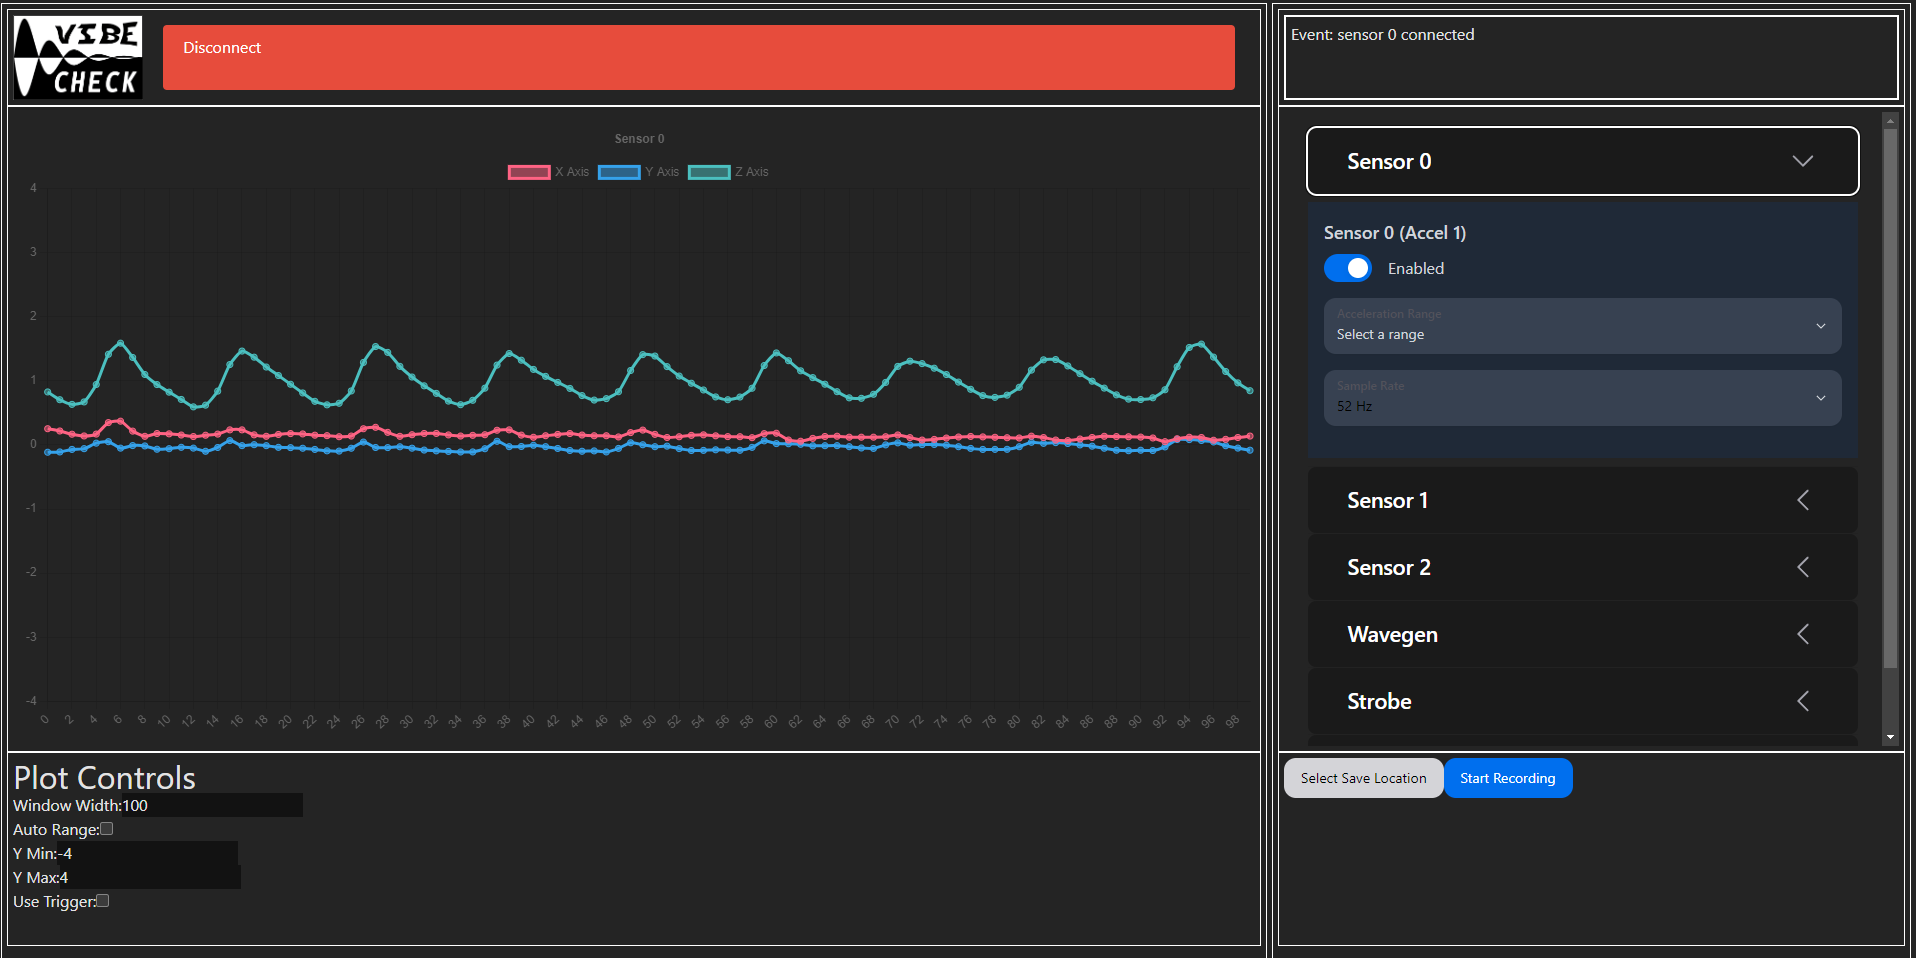 VIBE
CHECK
Disconnect
Event: sensor 0 connected
Sensor 0
X Axis Y Axis Z Axis
4
3
2
1
0
-1
-2
-3
-4
0 2 4 6 8 10 12 14 16 18 20 22 24 26 28 30 32 34 36 38 40 42 44 46 48 50 52 54 56 58 60 62 64 66 68 70 72 74 76 78 80 82 84 86 88 90 92 94 96 98
Plot Controls
Window Width:100
Auto Range:
Y Min:-4
Y Max:4
Use Trigger:
Sensor 0
Sensor 0 (Accel 1)
Enabled
Acceleration Range
Select a range
Sample Rate
52 Hz
Sensor 1
Sensor 2
Wavegen
Strobe
Select Save Location
Start Recording